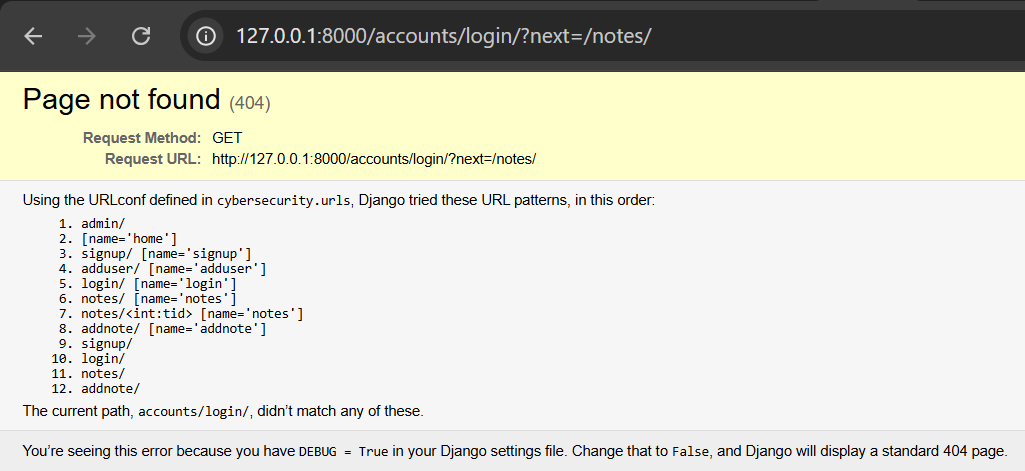 127.0.0.1:8000/accounts/login/?next=/notes/
Page not found (404)
Request Method: GET
Request URL: http://127.0.0.1:8000/accounts/login/?next=/notes/
Using the URLconf defined in cybersecurity.urls, Django tried these URL patterns, in this order:
1. admin/
2. [name='home']
3. signup/ [name='signup']
4. adduser/ [name='adduser']
5. login/ [name='login']
6. notes/ [name='notes']
7. notes/<int:tid> [name='notes']
8. addnote/ [name='addnote']
9. signup/
10. login/
11. notes/
12. addnote/
The current path, accounts/login/, didn’t match any of these.
You’re seeing this error because you have DEBUG = True in your Django settings file. Change that to False, and Django will display a standard 404 page.